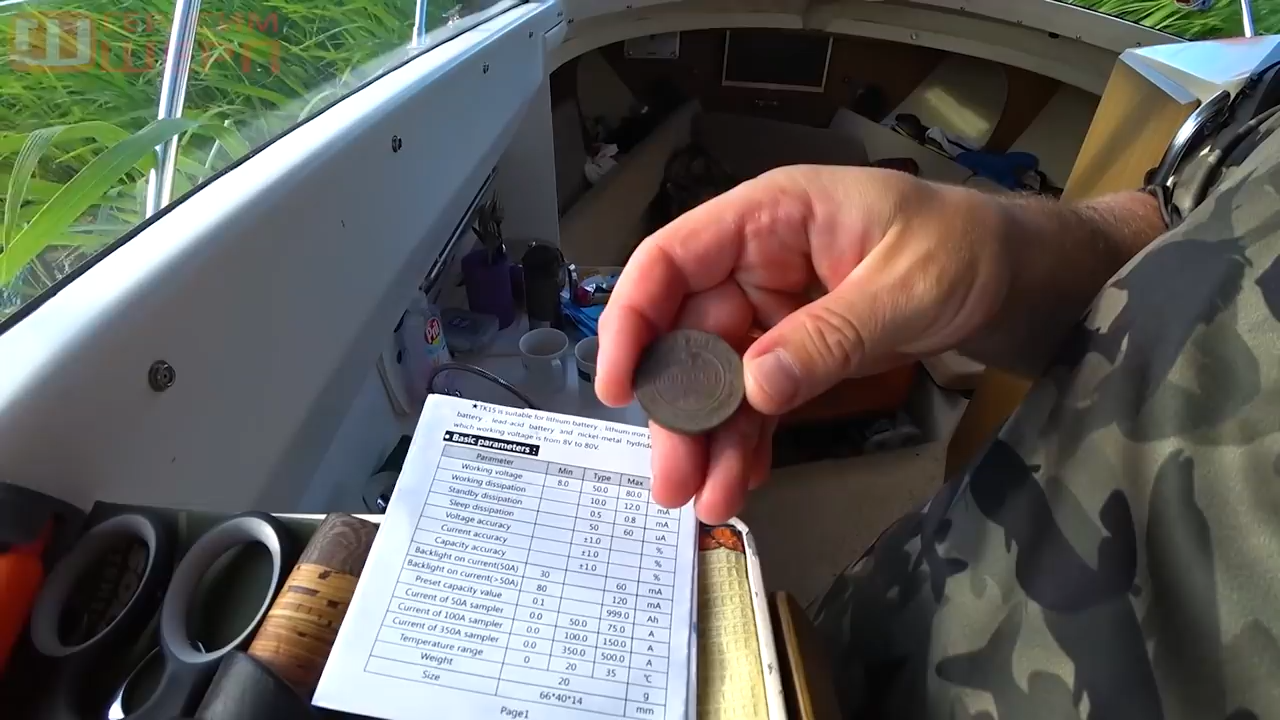 ★TK15 is suitable for lithium battery , lithium iron
battery lead-acid battery and nickel-metal hydride
which working voltage is from 8V to 80V.
● Basic parameters :
Parameter Min Type Max
Working voltage 8.0 50.0 80.0
Working dissipation 10.0 12.0 mA
Standby dissipation 0.5 0.8 mA
Sleep dissipation 50 60 uA
Voltage accuracy ±1.0 %
Current accuracy ±1.0 %
Capacity accuracy ±1.0 %
Backlight on current(50A) 30 60 mA
Backlight on current(>50A) 80 120 mA
Preset capacity value 0.1 999.0 Ah
Current of 50A sampler 0.0 50.0 75.0 A
Current of 100A sampler 0.0 100.0 150.0 A
Current of 350A sampler 0.0 350.0 500.0 A
Temperature range 0 20 35 ℃
Weight 20 g
Size 66*40*14 mm
Page1